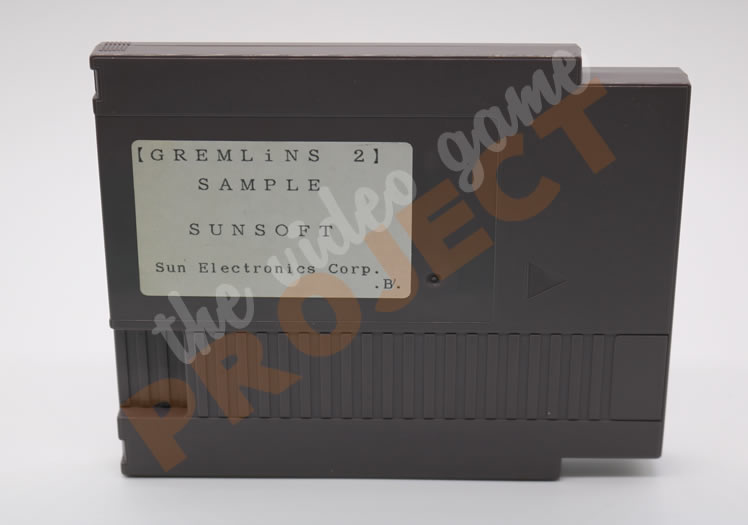 [GREMLiNS 2]
SAMPLE
SUNSOFT
Sun Electronics Corp.
.B/.
the video game
PROJECT